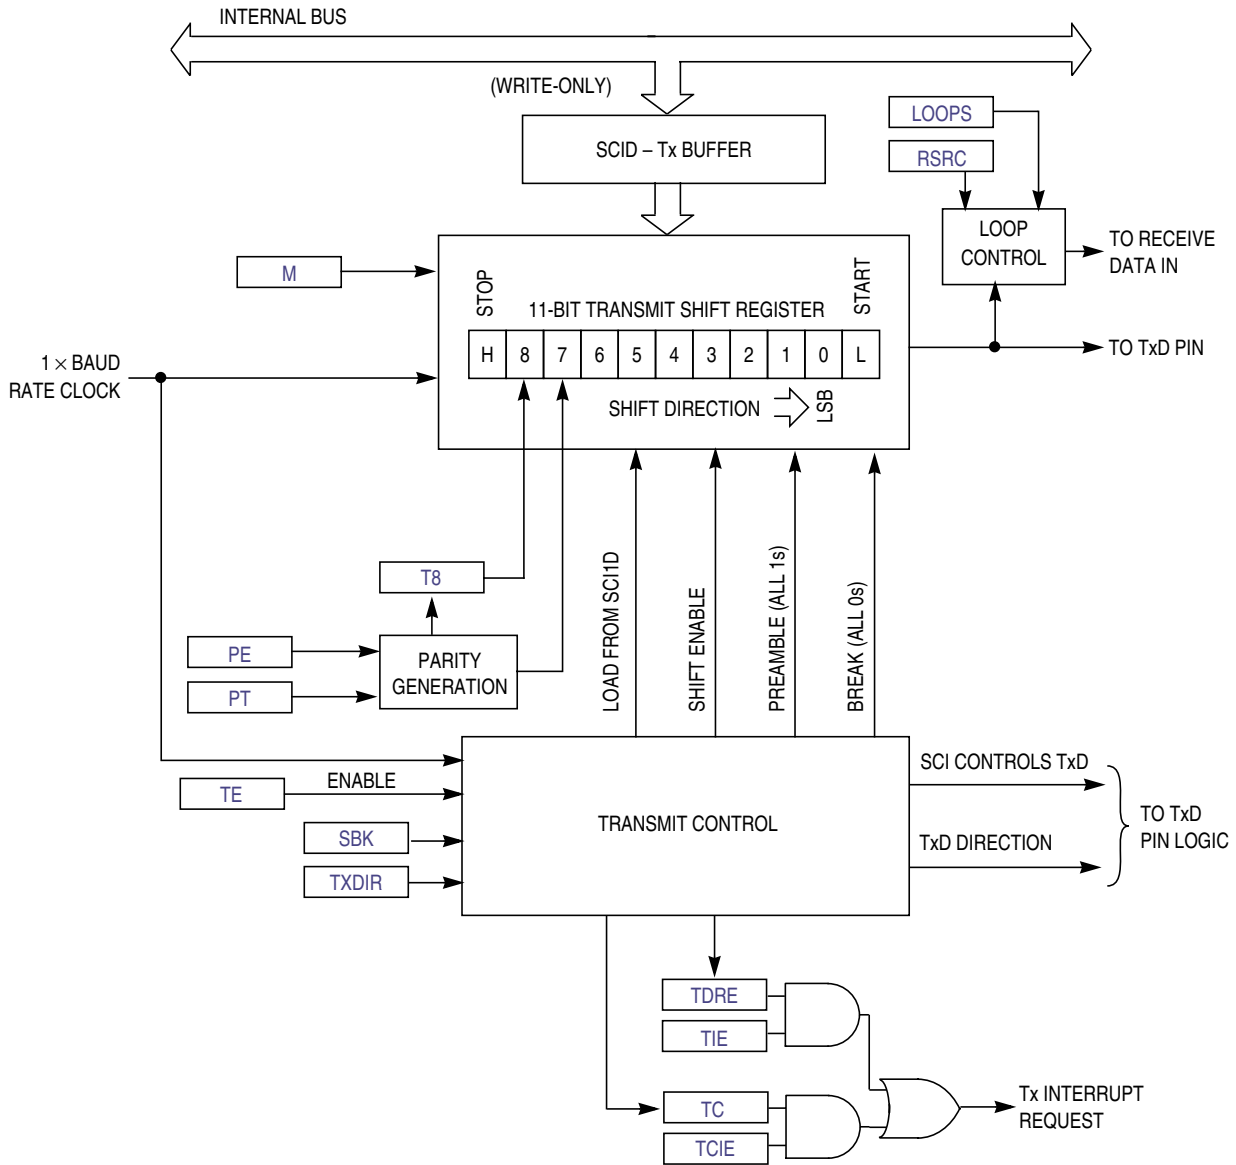 INTERNAL BUS
(WRITE-ONLY)
SCID – Tx BUFFER
LOOPS
RSRC
LOOP
CONTROL
TO RECEIVE
DATA IN
M
STOP
START
11-BIT TRANSMIT SHIFT REGISTER
H 8 7 6 5 4 3 2 1 0 L
1 × BAUD
RATE CLOCK
TO TxD PIN
SHIFT DIRECTION
LSB
T8
PE
PT
PARITY
GENERATION
LOAD FROM SCI1D
SHIFT ENABLE
PREAMBLE (ALL 1s)
BREAK (ALL 0s)
TE
ENABLE
SBK
TXDIR
TRANSMIT CONTROL
SCI CONTROLS TxD
TxD DIRECTION
TO TxD
PIN LOGIC
TDRE
TIE
TC
TCIE
Tx INTERRUPT
REQUEST